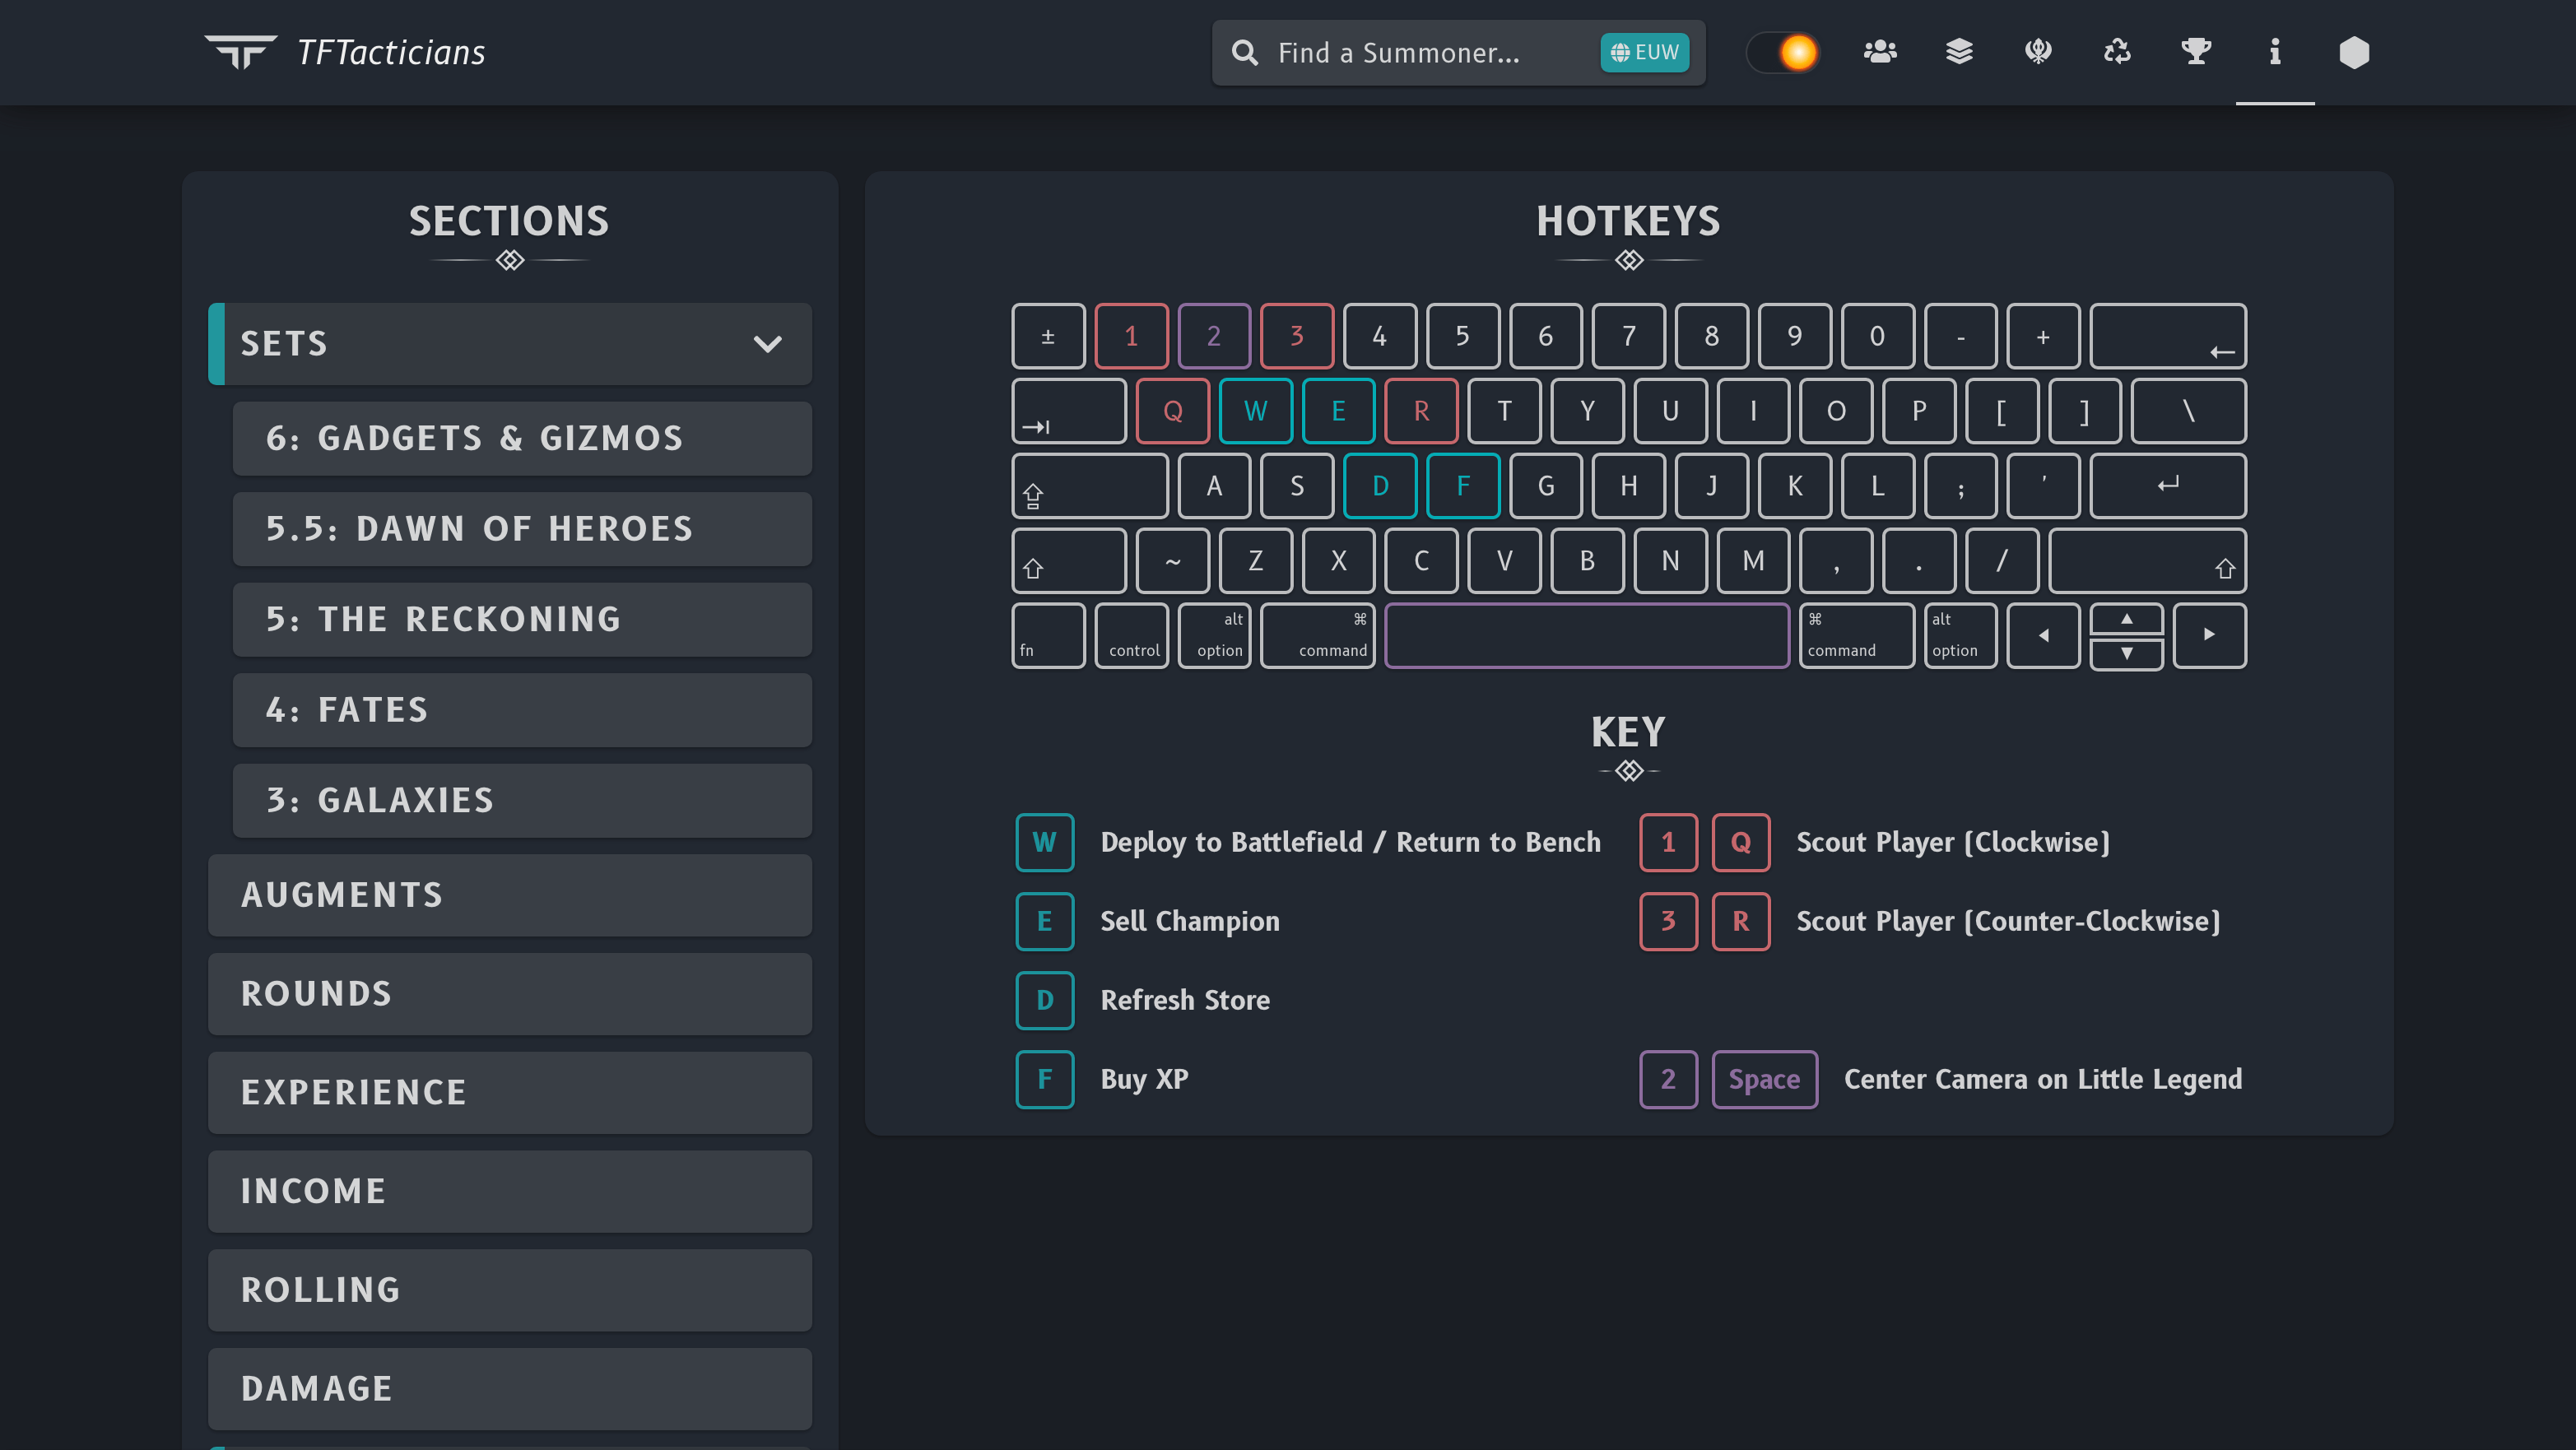 TFTacticians
Find a Summoner...
EUW
SECTIONS
SETS
6: GADGETS & GIZMOS
5.5: DAWN OF HEROES
5: THE RECKONING
4: FATES
3: GALAXIES
AUGMENTS
ROUNDS
EXPERIENCE
INCOME
ROLLING
DAMAGE
HOTKEYS
± 1 2 3 4 5 6 7 8 9 0 - + ←
⇥ Q W E R T Y U I O P [ ] \
⇪ A S D F G H J K L ; ' ↵
⇧ ~ Z X C V B N M , . / ⇧
alt ⌘ ⌘ alt ◀ ▲ ▶
fn control option command command option ▼
KEY
W Deploy to Battlefield / Return to Bench
1 Q Scout Player (Clockwise)
E Sell Champion
3 R Scout Player (Counter-Clockwise)
D Refresh Store
F Buy XP
2 Space Center Camera on Little Legend